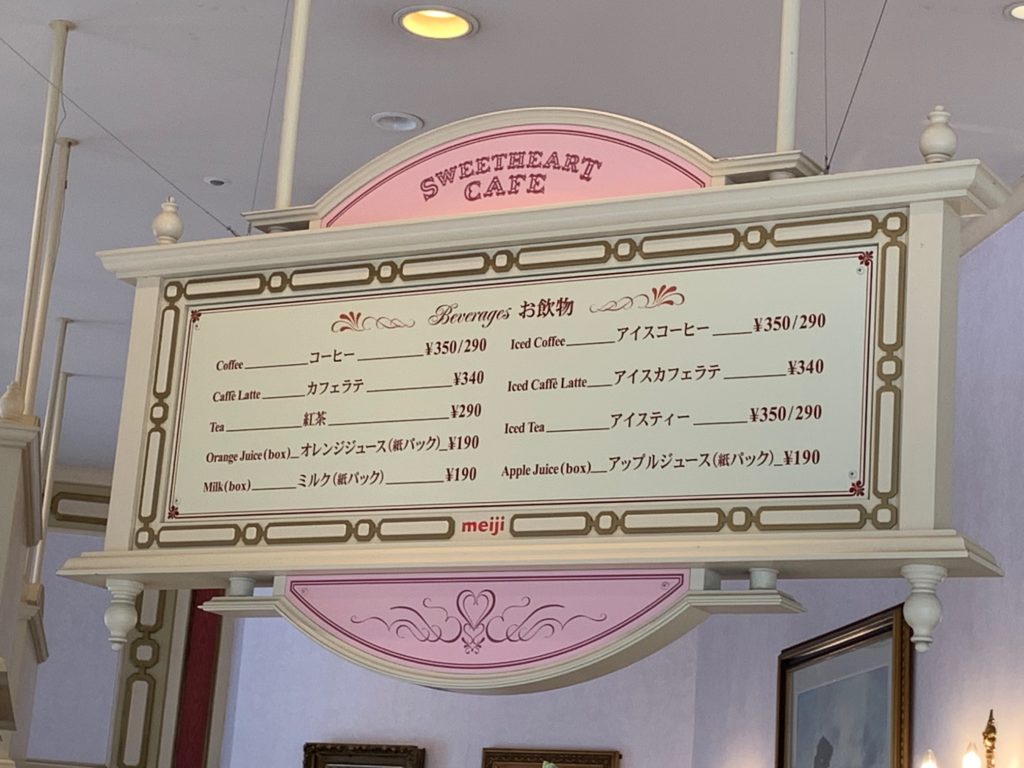 SWEETHEART
CAFE
Beverages お飲物
Coffee コーヒー ¥350/290
Caffè Latte カフェラテ ¥340
Tea 紅茶 ¥290
Orange Juice (box) オレンジジュース(紙パック) ¥190
Milk (box) ミルク(紙パック) ¥190
Iced Coffee アイスコーヒー ¥350/290
Iced Caffè Latte アイスカフェラテ ¥340
Iced Tea アイスティー ¥350/290
Apple Juice (box) アップルジュース(紙パック) ¥190
meiji